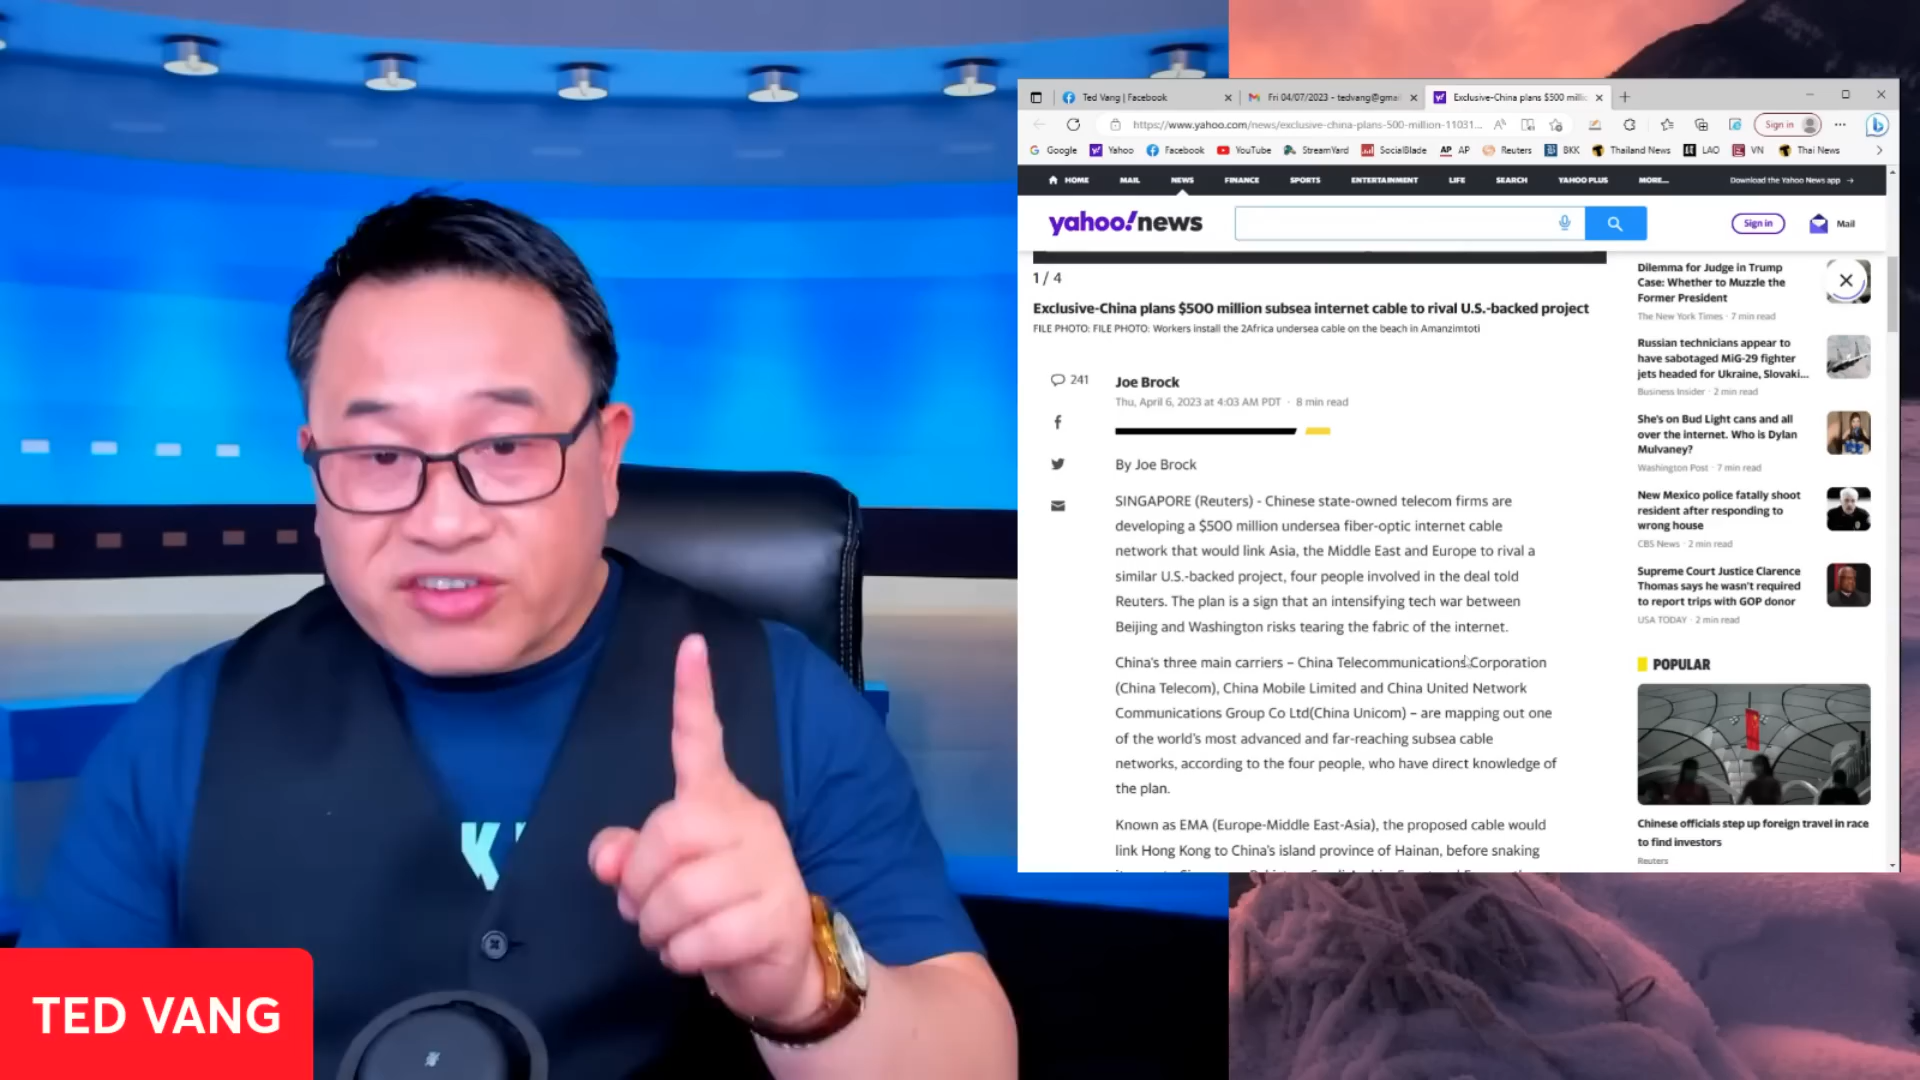 Ted Vang | Facebook
Fri 04/07/2023 - tedvang@gmai
Exclusive-China plans $500 millic
https://www.yahoo.com/news/exclusive-china-plans-500-million-11031...
Sign in
Google
Yahoo
Facebook
YouTube
StreamYard
SocialBlade
AP AP
Reuters
BKK
Thailand News
LAO
VN
Thai News
HOME
MAIL
NEWS
FINANCE
SPORTS
ENTERTAINMENT
LIFE
SEARCH
YAHOO PLUS
MORE...
Download the Yahoo News app →
yahoo!news
Sign in
Mail
1 / 4
Exclusive-China plans $500 million subsea internet cable to rival U.S.-backed project
FILE PHOTO: FILE PHOTO: Workers install the 2Africa undersea cable on the beach in Amanzimtoti
241
Joe Brock
Thu, April 6, 2023 at 4:03 AM PDT · 8 min read
By Joe Brock
SINGAPORE (Reuters) - Chinese state-owned telecom firms are
developing a $500 million undersea fiber-optic internet cable
network that would link Asia, the Middle East and Europe to rival a
similar U.S.-backed project, four people involved in the deal told
Reuters. The plan is a sign that an intensifying tech war between
Beijing and Washington risks tearing the fabric of the internet.
China's three main carriers – China Telecommunications Corporation
(China Telecom), China Mobile Limited and China United Network
Communications Group Co Ltd(China Unicom) – are mapping out one
of the world's most advanced and far-reaching subsea cable
networks, according to the four people, who have direct knowledge of
the plan.
Known as EMA (Europe-Middle East-Asia), the proposed cable would
link Hong Kong to China's island province of Hainan, before snaking
Dilemma for Judge in Trump
Case: Whether to Muzzle the
Former President
The New York Times · 7 min read
Russian technicians appear to
have sabotaged MiG-29 fighter
jets headed for Ukraine, Slovaki...
Business Insider · 2 min read
She's on Bud Light cans and all
over the internet. Who is Dylan
Mulvaney?
Washington Post · 7 min read
New Mexico police fatally shoot
resident after responding to
wrong house
CBS News · 2 min read
Supreme Court Justice Clarence
Thomas says he wasn't required
to report trips with GOP donor
USA TODAY · 2 min read
POPULAR
Chinese officials step up foreign travel in race
to find investors
Reuters
TED VANG